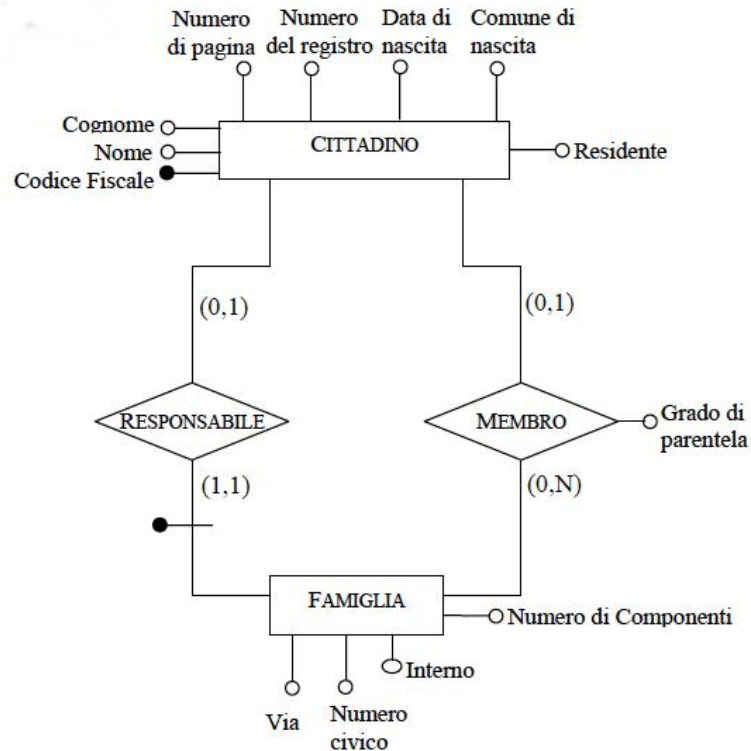 Numero
di pagina
Numero
del registro
Data di
nascita
Comune di
nascita
Cognome
Nome
Codice Fiscale
CITTADINO
Residente
(0,1)
(0,1)
RESPONSABILE
MEMBRO
Grado di
parentela
(1,1)
(0,N)
FAMIGLIA
Numero di Componenti
Interno
Via
Numero
civico